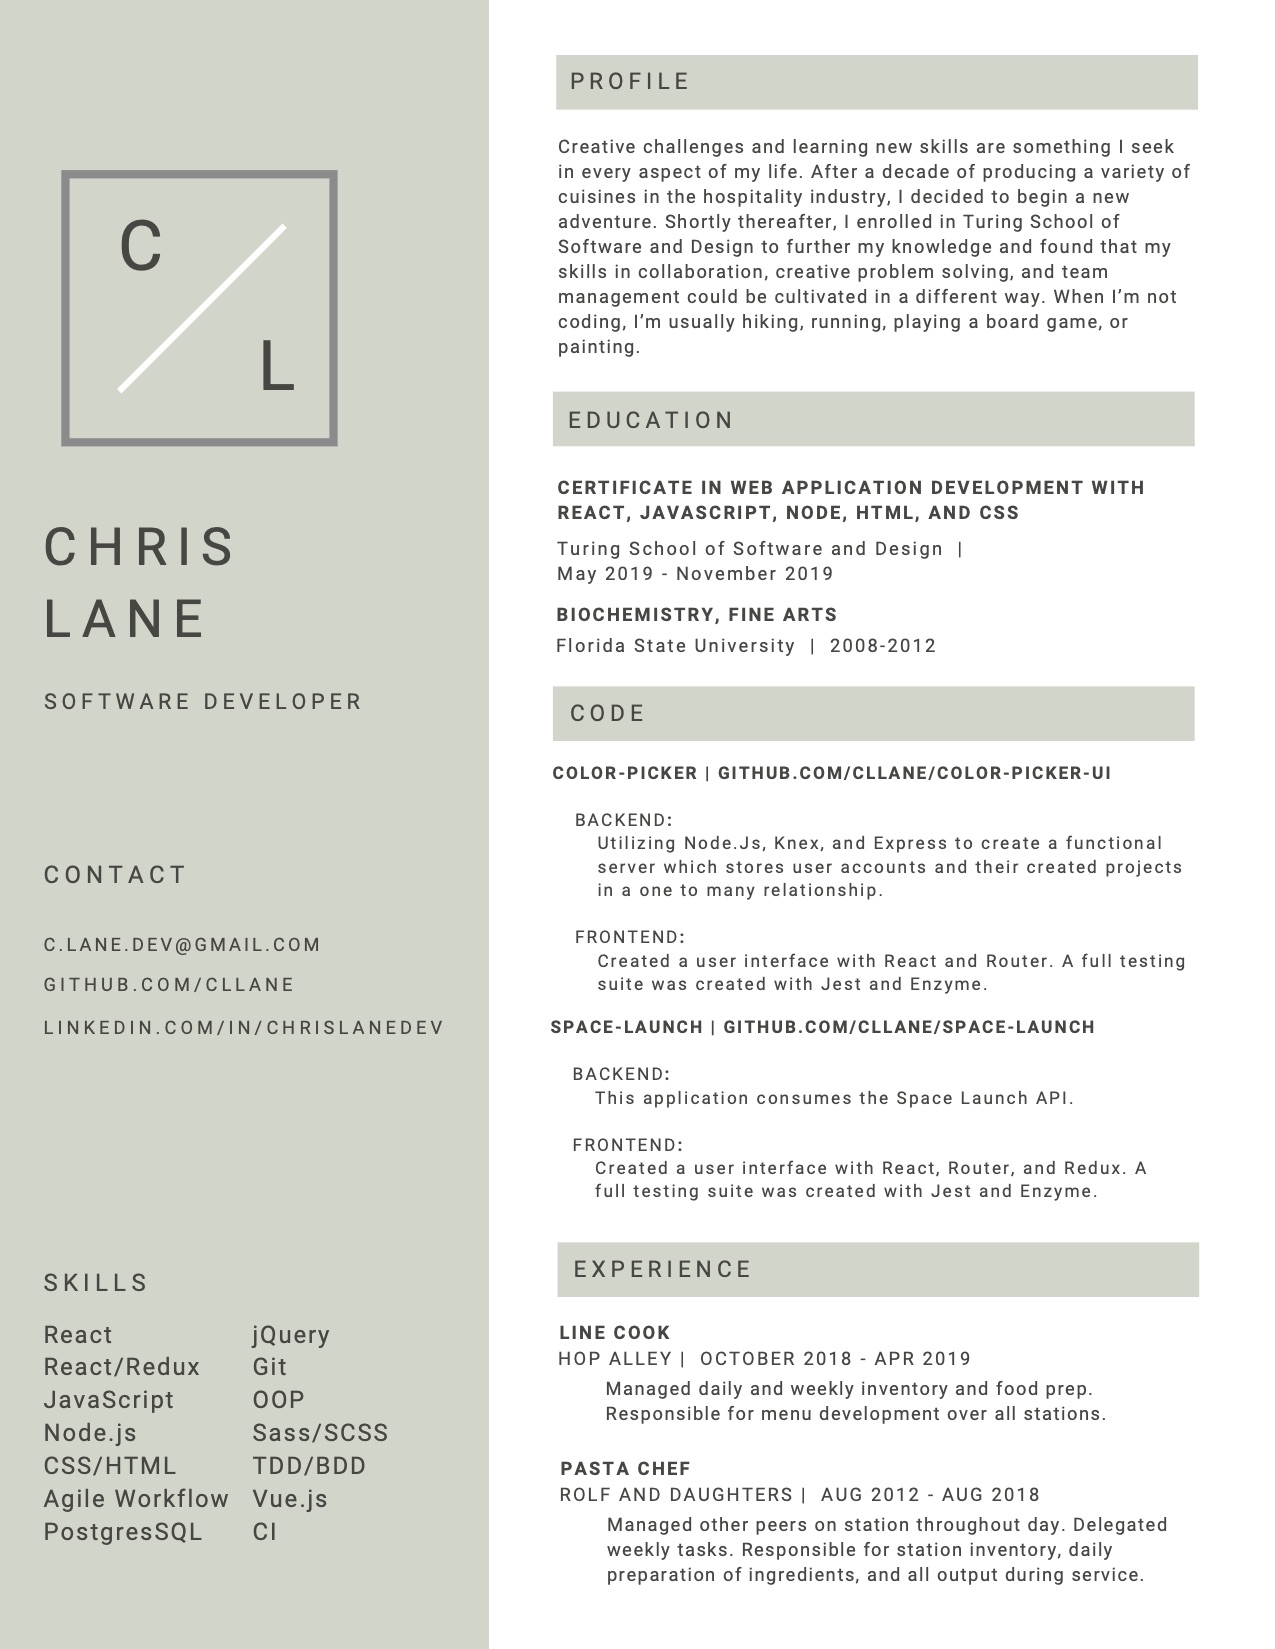 C
L
CHRIS
LANE
SOFTWARE DEVELOPER
CONTACT
C.LANE.DEV@GMAIL.COM
GITHUB.COM/CLLANE
LINKEDIN.COM/IN/CHRISLANEDEV
SKILLS
React
React/Redux
JavaScript
Node.js
CSS/HTML
Agile Workflow
PostgresSQL
jQuery
Git
OOP
Sass/SCSS
TDD/BDD
Vue.js
CI
PROFILE
Creative challenges and learning new skills are something I seek
in every aspect of my life. After a decade of producing a variety of
cuisines in the hospitality industry, I decided to begin a new
adventure. Shortly thereafter, I enrolled in Turing School of
Software and Design to further my knowledge and found that my
skills in collaboration, creative problem solving, and team
management could be cultivated in a different way. When I’m not
coding, I’m usually hiking, running, playing a board game, or
painting.
EDUCATION
CERTIFICATE IN WEB APPLICATION DEVELOPMENT WITH
REACT, JAVASCRIPT, NODE, HTML, AND CSS
Turing School of Software and Design |
May 2019 - November 2019
BIOCHEMISTRY, FINE ARTS
Florida State University | 2008-2012
CODE
COLOR-PICKER | GITHUB.COM/CLLANE/COLOR-PICKER-UI
BACKEND:
Utilizing Node.Js, Knex, and Express to create a functional
server which stores user accounts and their created projects
in a one to many relationship.
FRONTEND:
Created a user interface with React and Router. A full testing
suite was created with Jest and Enzyme.
SPACE-LAUNCH | GITHUB.COM/CLLANE/SPACE-LAUNCH
BACKEND:
This application consumes the Space Launch API.
FRONTEND:
Created a user interface with React, Router, and Redux. A
full testing suite was created with Jest and Enzyme.
EXPERIENCE
LINE COOK
HOP ALLEY | OCTOBER 2018 - APR 2019
Managed daily and weekly inventory and food prep.
Responsible for menu development over all stations.
PASTA CHEF
ROLF AND DAUGHTERS | AUG 2012 - AUG 2018
Managed other peers on station throughout day. Delegated
weekly tasks. Responsible for station inventory, daily
preparation of ingredients, and all output during service.